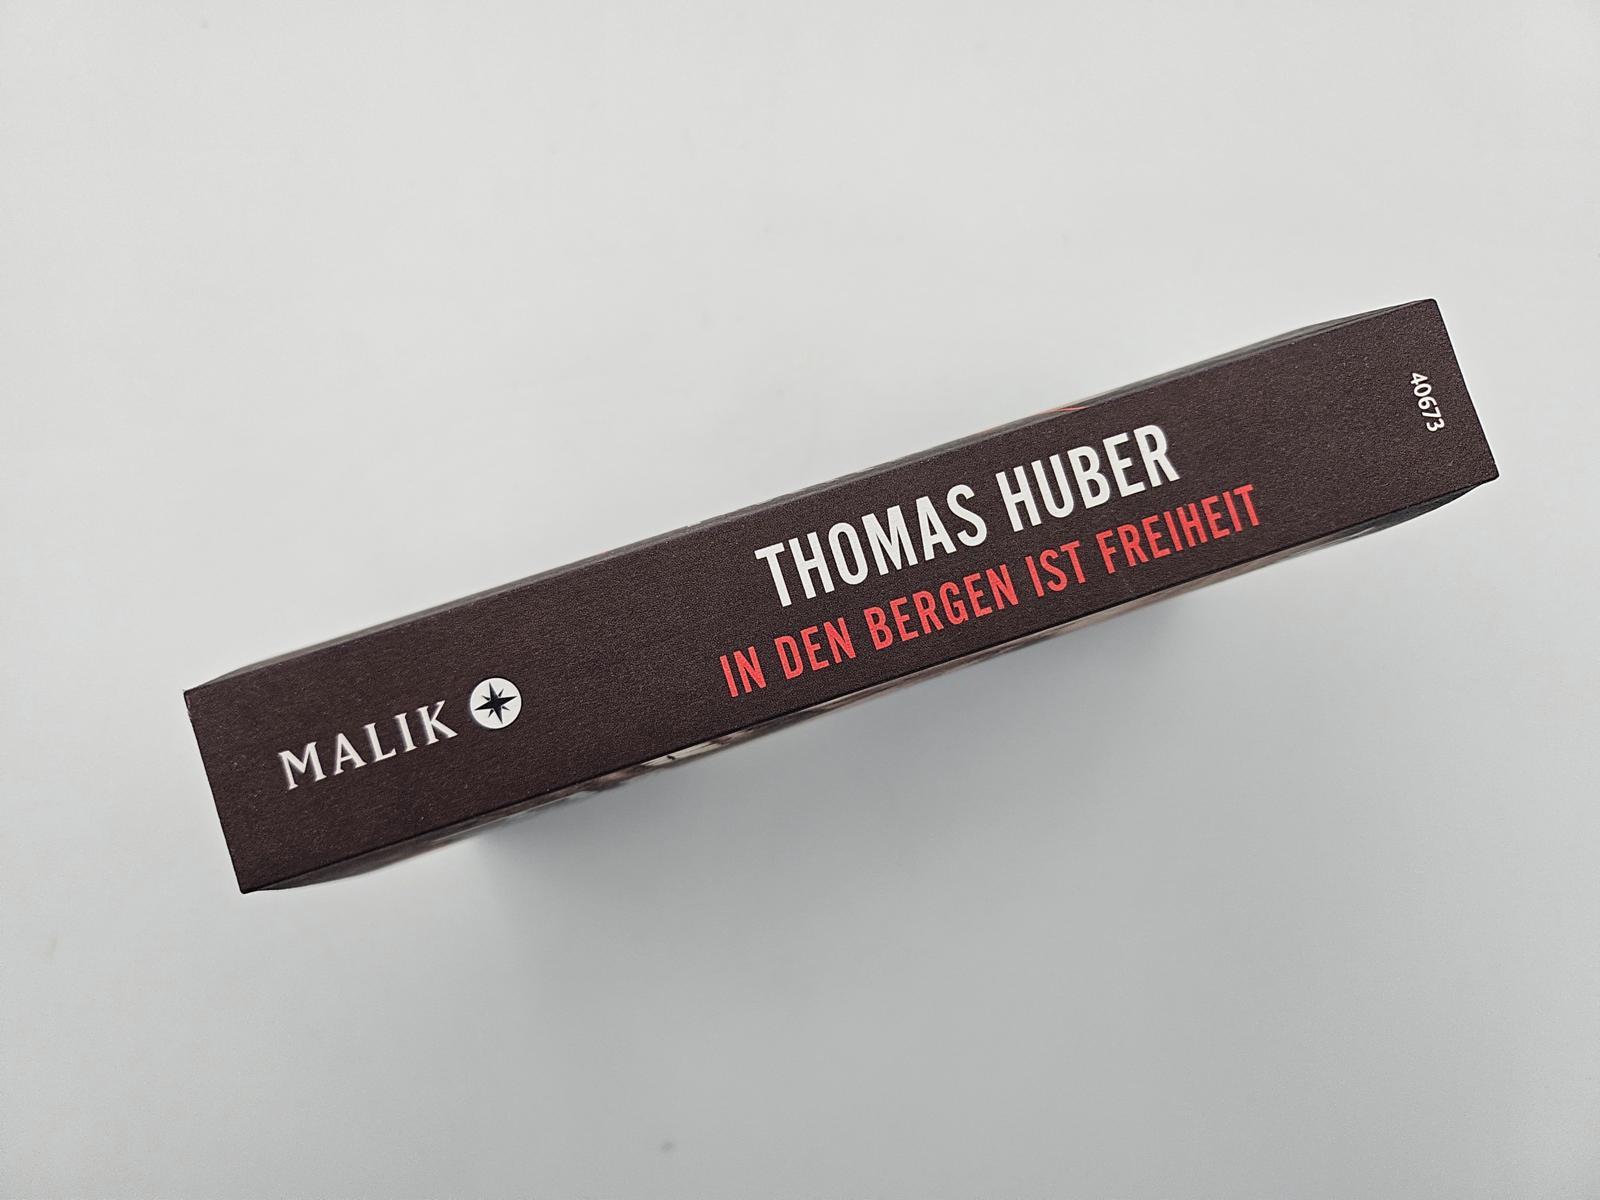 MALIK
THOMAS HUBER
IN DEN BERGEN IST FREIHEIT
40673